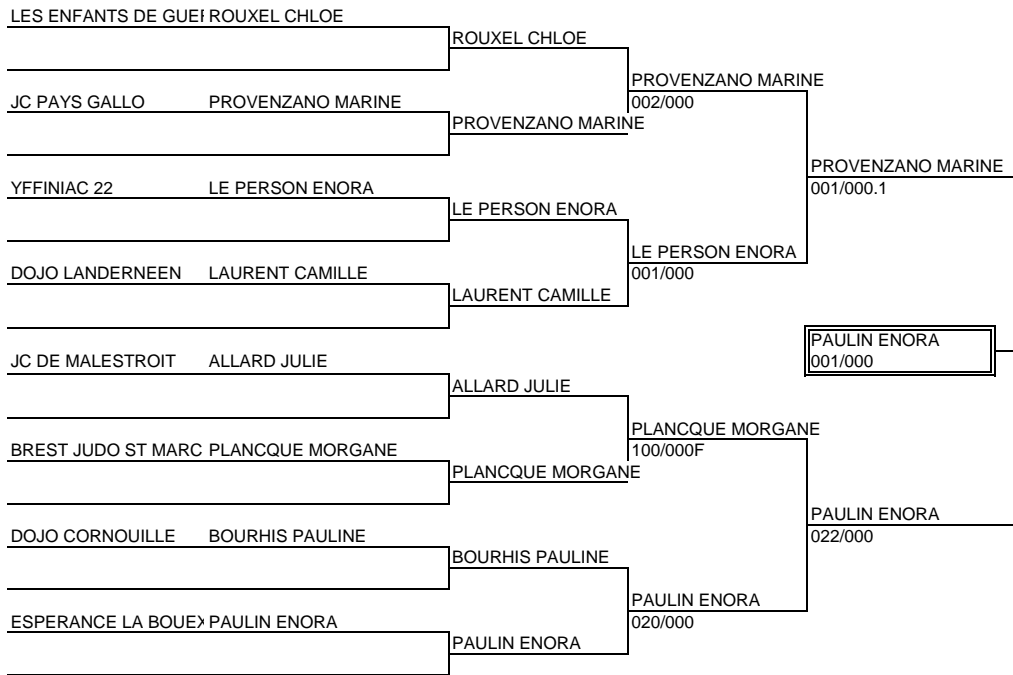 LES ENFANTS DE GUEI ROUXEL CHLOE
ROUXEL CHLOE
PROVENZANO MARINE
002/000
JC PAYS GALLO PROVENZANO MARINE
PROVENZANO MARINE
PROVENZANO MARINE
001/000.1
YFFINIAC 22 LE PERSON ENORA
LE PERSON ENORA
LE PERSON ENORA
001/000
DOJO LANDERNEEN LAURENT CAMILLE
LAURENT CAMILLE
PAULIN ENORA
001/000
JC DE MALESTROIT ALLARD JULIE
ALLARD JULIE
PLANCQUE MORGANE
100/000F
BREST JUDO ST MARC PLANCQUE MORGANE
PLANCQUE MORGANE
PAULIN ENORA
022/000
DOJO CORNOUILLE BOURHIS PAULINE
BOURHIS PAULINE
PAULIN ENORA
020/000
ESPERANCE LA BOUEX PAULIN ENORA
PAULIN ENORA